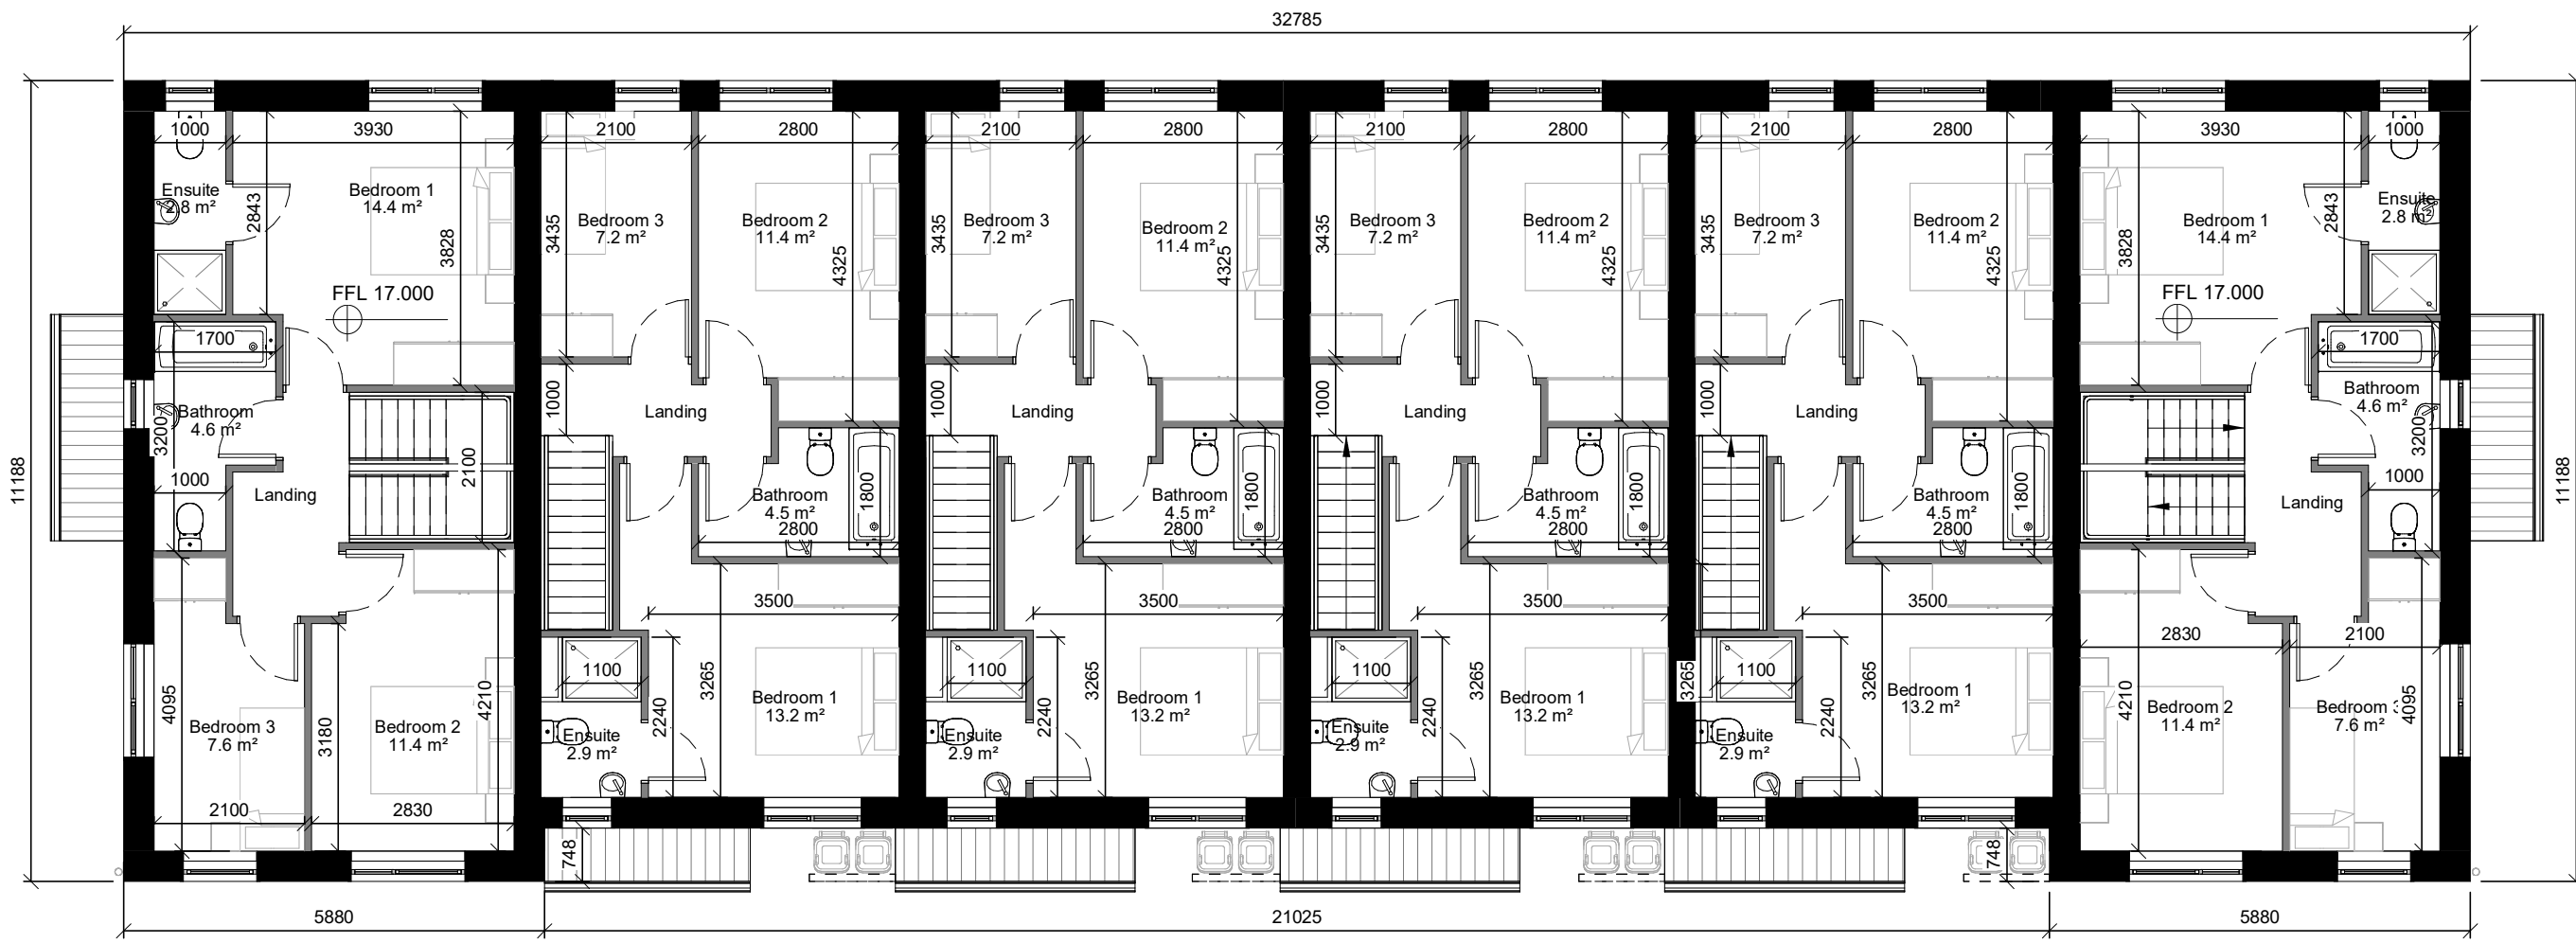 32785
1000
3930
2100
2800
2100
2800
2100
2800
2100
2800
3930
1000
Ensuite
2.8 m²
2843
Bedroom 1
14.4 m²
3828
FFL 17.000
3435
Bedroom 3
7.2 m²
Bedroom 2
11.4 m²
4325
3435
Bedroom 3
7.2 m²
Bedroom 2
11.4 m²
4325
3435
Bedroom 3
7.2 m²
Bedroom 2
11.4 m²
4325
3435
Bedroom 3
7.2 m²
Bedroom 2
11.4 m²
4325
3828
Bedroom 1
14.4 m²
2843
Ensuite
2.8 m²
FFL 17.000
1700
Bathroom
4.6 m²
3200
1000
Landing
2100
11188
1000
Landing
Bathroom
4.5 m²
1800
2800
1000
Landing
Bathroom
4.5 m²
1800
2800
1000
Landing
Bathroom
4.5 m²
1800
2800
1000
Landing
Bathroom
4.5 m²
1800
2800
1700
Bathroom
4.6 m²
3200
1000
Landing
11188
4095
Bedroom 3
7.6 m²
3180
Bedroom 2
11.4 m²
4210
2100
2830
3500
1100
3265
2240
Bedroom 1
13.2 m²
Ensuite
2.9 m²
3500
1100
3265
2240
Bedroom 1
13.2 m²
Ensuite
2.9 m²
3500
1100
3265
2240
Bedroom 1
13.2 m²
Ensuite
2.9 m²
3265
3500
1100
3265
2240
Bedroom 1
13.2 m²
Ensuite
2.9 m²
2830
2100
4210
Bedroom 2
11.4 m²
Bedroom 3
7.6 m²
4095
748
748
5880
21025
5880